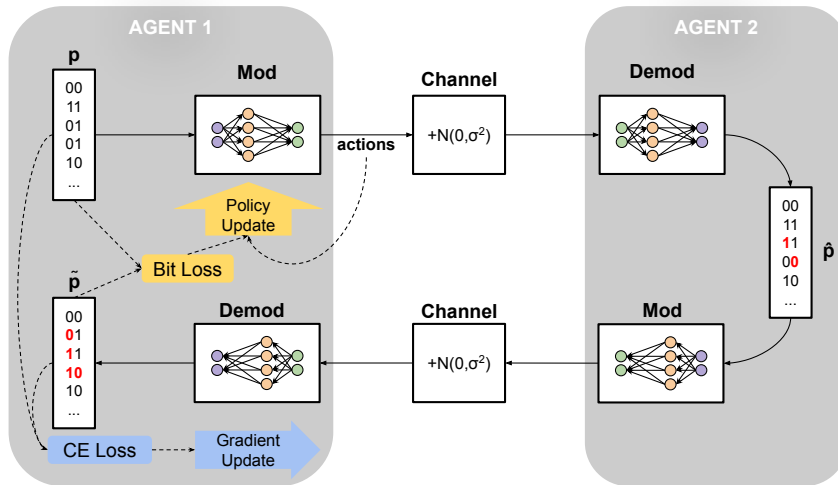 AGENT 1
AGENT 2
p
Mod
Channel
Demod
00
11
01
01
10
...
+N(0,σ²)
actions
Policy
Update
Bit Loss
00
11
11
00
10
...
p̂
p̃
Demod
Channel
Mod
00
01
11
10
10
...
+N(0,σ²)
CE Loss
Gradient
Update